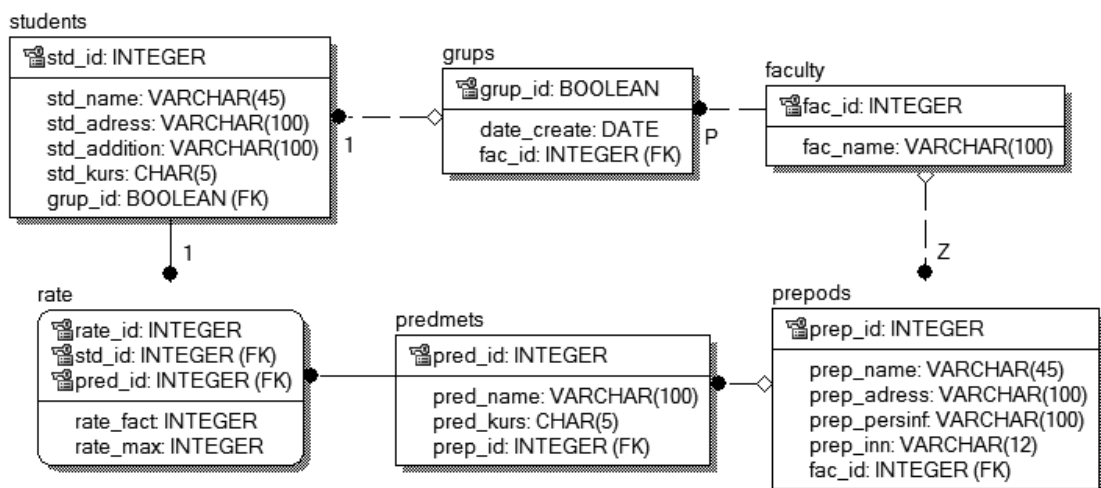 students
std_id: INTEGER
std_name: VARCHAR(45)
std_adress: VARCHAR(100)
std_addition: VARCHAR(100)
std_kurs: CHAR(5)
grup_id: BOOLEAN (FK)
1
grups
grup_id: BOOLEAN
date_create: DATE
fac_id: INTEGER (FK)
P
faculty
fac_id: INTEGER
fac_name: VARCHAR(100)
1
Z
rate
rate_id: INTEGER
std_id: INTEGER (FK)
pred_id: INTEGER (FK)
rate_fact: INTEGER
rate_max: INTEGER
predmets
pred_id: INTEGER
pred_name: VARCHAR(100)
pred_kurs: CHAR(5)
prep_id: INTEGER (FK)
prepods
prep_id: INTEGER
prep_name: VARCHAR(45)
prep_adress: VARCHAR(100)
prep_persinf: VARCHAR(100)
prep_inn: VARCHAR(12)
fac_id: INTEGER (FK)